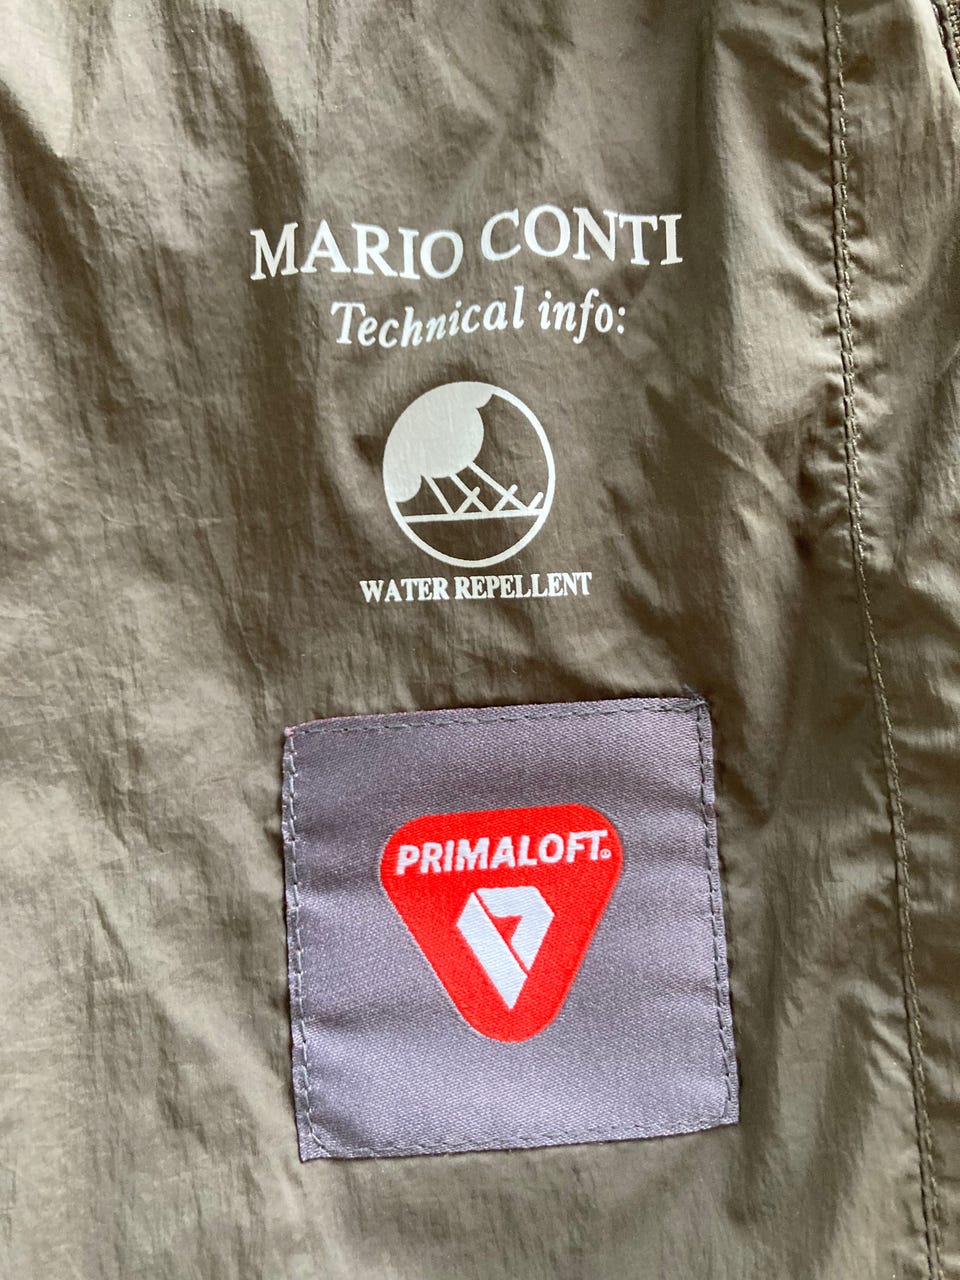 MARIO CONTI
Technical info:
WATER REPELLENT
PRIMALOFT®